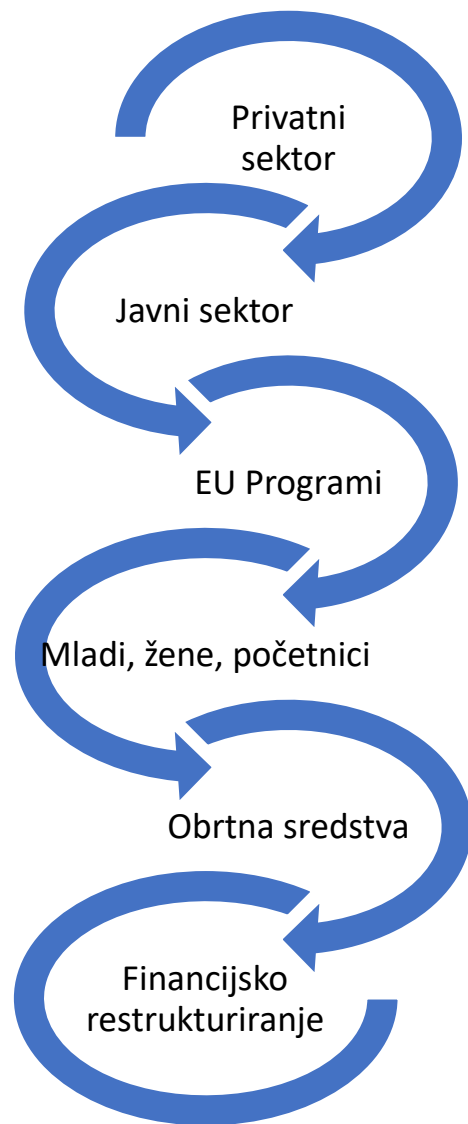 Privatni
sektor
Javni sektor
EU Programi
Mladi, žene, početnici
Obrtna sredstva
Financijsko
restrukturiranje